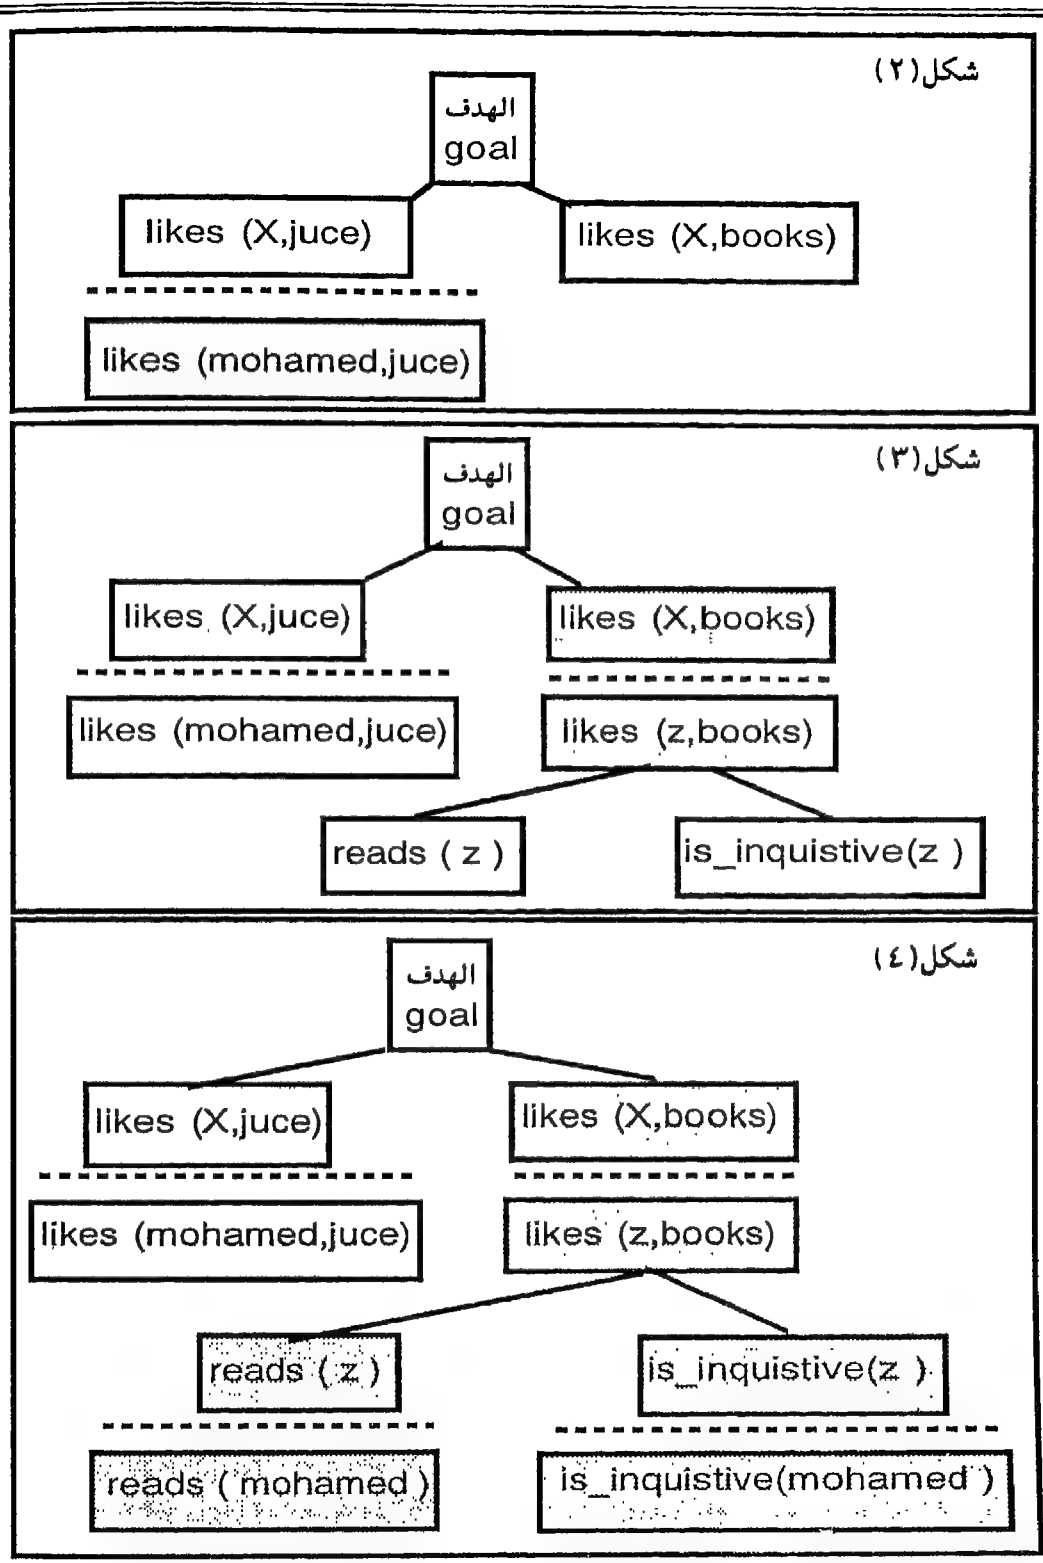 شكل(٢)
الهدف
goal
likes (X,juce)
likes (X,books)
likes (mohamed,juce)
شكل(٣)
الهدف
goal
likes (X,juce)
likes (X,books)
likes (mohamed,juce)
likes (z,books)
reads ( z )
is_inquistive(z )
شكل(٤)
الهدف
goal
likes (X,juce)
likes (X,books)
likes (mohamed,juce)
likes (z,books)
reads ( z )
is_inquistive(z )
reads ( mohamed )
is_inquistive(mohamed )